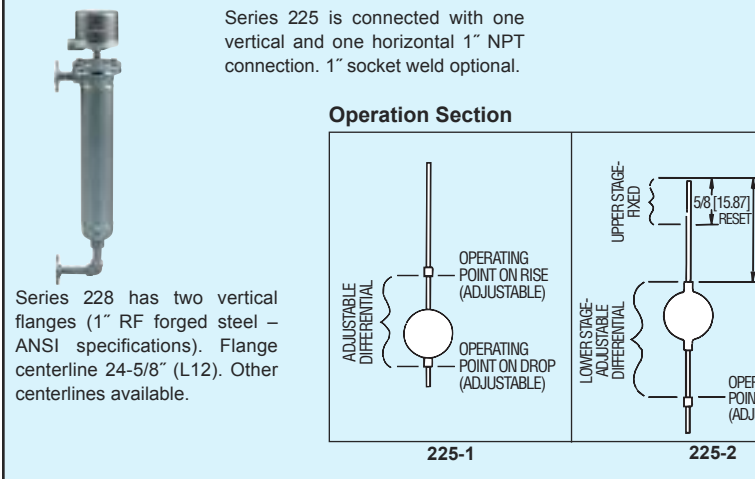 Series 225 is connected with one
vertical and one horizontal 1˝ NPT
connection. 1˝ socket weld optional.
Operation Section
Series 228 has two vertical
flanges (1˝ RF forged steel –
ANSI specifications). Flange
centerline 24-5/8˝ (L12). Other
centerlines available.
ADJUSTABLE
DIFFERENTIAL
OPERATING
POINT ON RISE
(ADJUSTABLE)
OPERATING
POINT ON DROP
(ADJUSTABLE)
225-1
UPPER STAGE-
FIXED
5/8 [15.87]
RESET
LOWER STAGE-
ADJUSTABLE
DIFFERENTIAL
225-2